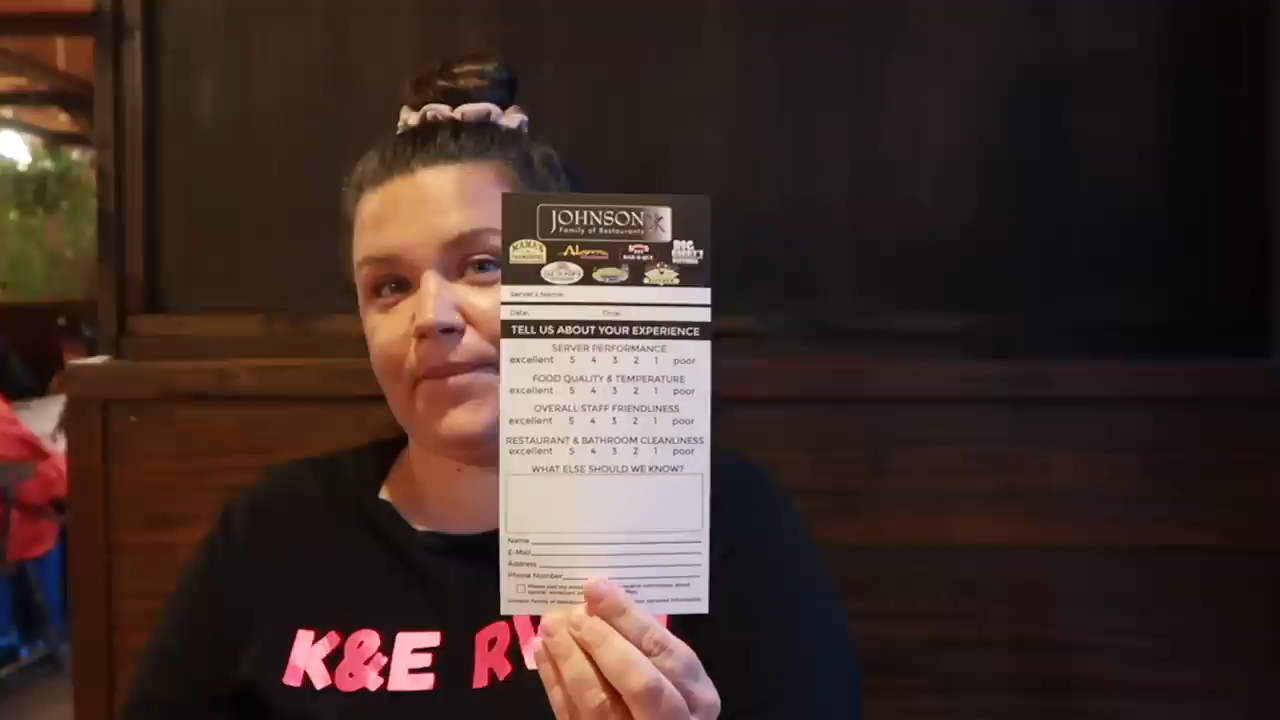 JOHNSON
Family of Restaurants
MAMA'S
FARMHOUSE
BIG
Server's Name:
Date: Time:
TELL US ABOUT YOUR EXPERIENCE
SERVER PERFORMANCE
excellent 5 4 3 2 1 poor
FOOD QUALITY & TEMPERATURE
excellent 5 4 3 2 1 poor
OVERALL STAFF FRIENDLINESS
excellent 5 4 3 2 1 poor
RESTAURANT & BATHROOM CLEANLINESS
excellent 5 4 3 2 1 poor
WHAT ELSE SHOULD WE KNOW?
Name
E-Mail
Address
Phone Number
K&E